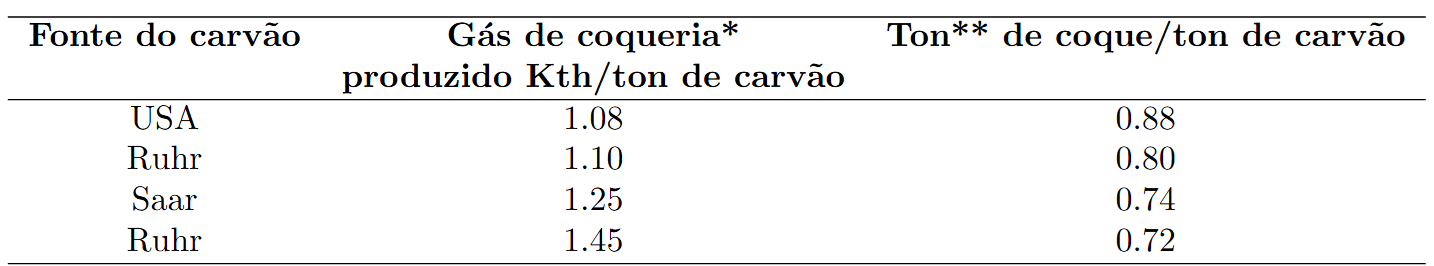 Fonte do carvão Gás de coqueria* Ton** de coque/ton de carvão
produzido Kth/ton de carvão
USA 1.08 0.88
Ruhr 1.10 0.80
Saar 1.25 0.74
Ruhr 1.45 0.72